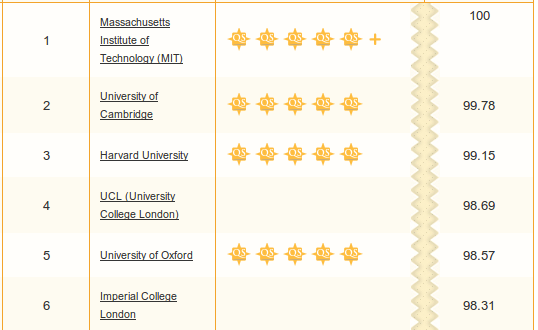 1 Massachusetts Institute of Technology (MIT) QS QS QS QS QS + 100
2 University of Cambridge QS QS QS QS QS 99.78
3 Harvard University QS QS QS QS QS 99.15
4 UCL (University College London) 98.69
5 University of Oxford QS QS QS QS QS 98.57
6 Imperial College London 98.31